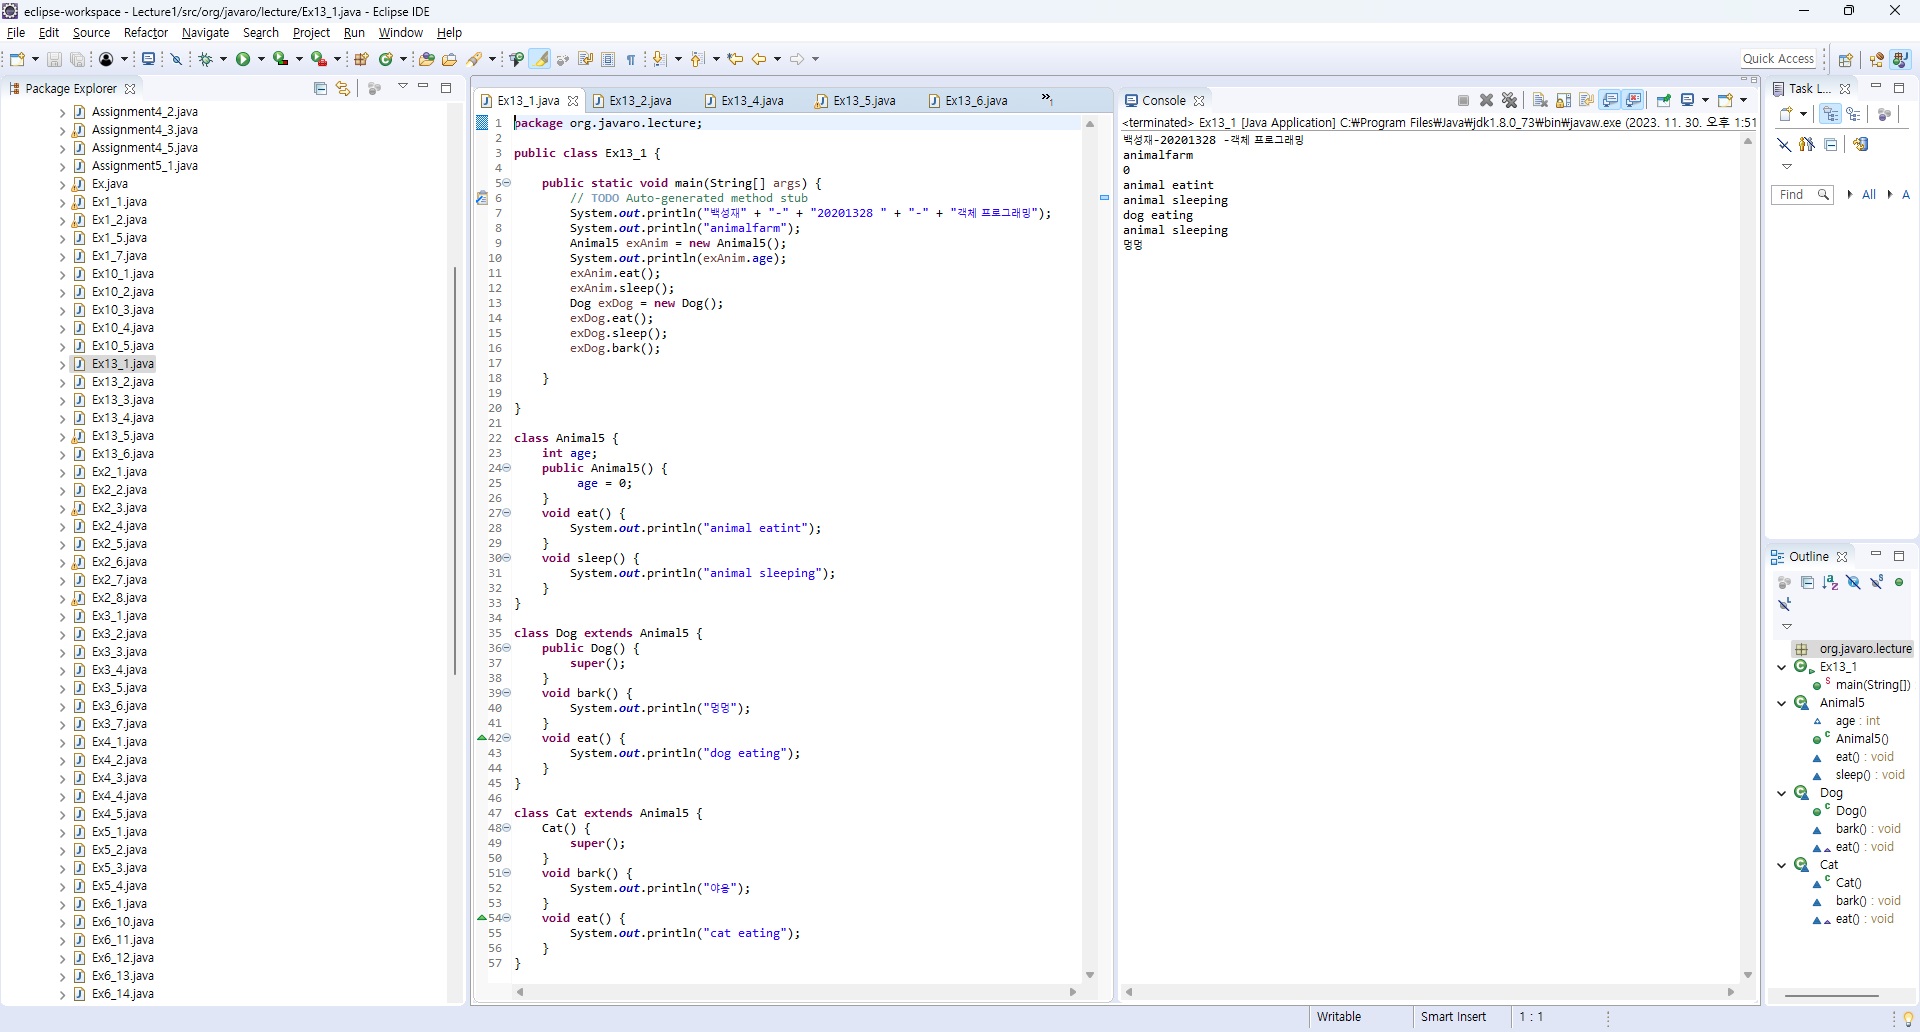 eclipse-workspace - Lecture1/src/org/javaro/lecture/Ex13_1.java - Eclipse IDE
File Edit Source Refactor Navigate Search Project Run Window Help
Quick Access
Package Explorer
Assignment4_2.java
Assignment4_3.java
Assignment4_5.java
Assignment5_1.java
Ex.java
Ex1_1.java
Ex1_2.java
Ex1_5.java
Ex1_7.java
Ex10_1.java
Ex10_2.java
Ex10_3.java
Ex10_4.java
Ex10_5.java
Ex13_1.java
Ex13_2.java
Ex13_3.java
Ex13_4.java
Ex13_5.java
Ex13_6.java
Ex2_1.java
Ex2_2.java
Ex2_3.java
Ex2_4.java
Ex2_5.java
Ex2_6.java
Ex2_7.java
Ex2_8.java
Ex3_1.java
Ex3_2.java
Ex3_3.java
Ex3_4.java
Ex3_5.java
Ex3_6.java
Ex3_7.java
Ex4_1.java
Ex4_2.java
Ex4_3.java
Ex4_4.java
Ex4_5.java
Ex5_1.java
Ex5_2.java
Ex5_3.java
Ex5_4.java
Ex6_1.java
Ex6_10.java
Ex6_11.java
Ex6_12.java
Ex6_13.java
Ex6_14.java
Ex13_1.java Ex13_2.java Ex13_4.java Ex13_5.java Ex13_6.java »1
1 package org.javaro.lecture;
2
3 public class Ex13_1 {
4
5 public static void main(String[] args) {
6 // TODO Auto-generated method stub
7 System.out.println("백성재" + "-" + "20201328 " + "-" + "객체 프로그래밍");
8 System.out.println("animalfarm");
9 Animal5 exAnim = new Animal5();
10 System.out.println(exAnim.age);
11 exAnim.eat();
12 exAnim.sleep();
13 Dog exDog = new Dog();
14 exDog.eat();
15 exDog.sleep();
16 exDog.bark();
17
18 }
19
20 }
21
22 class Animal5 {
23 int age;
24 public Animal5() {
25 age = 0;
26 }
27 void eat() {
28 System.out.println("animal eatint");
29 }
30 void sleep() {
31 System.out.println("animal sleeping");
32 }
33 }
34
35 class Dog extends Animal5 {
36 public Dog() {
37 super();
38 }
39 void bark() {
40 System.out.println("멍멍");
41 }
42 void eat() {
43 System.out.println("dog eating");
44 }
45 }
46
47 class Cat extends Animal5 {
48 Cat() {
49 super();
50 }
51 void bark() {
52 System.out.println("야옹");
53 }
54 void eat() {
55 System.out.println("cat eating");
56 }
57 }
Console
<terminated> Ex13_1 [Java Application] C:₩Program Files₩Java₩jdk1.8.0_73₩bin₩javaw.exe (2023. 11. 30. 오후 1:51
백성재-20201328 -객체 프로그래밍
animalfarm
0
animal eatint
animal sleeping
dog eating
animal sleeping
멍멍
Task L...
Find All A
Outline
org.javaro.lecture
Ex13_1
main(String[])
Animal5
age : int
Animal5()
eat() : void
sleep() : void
Dog
Dog()
bark() : void
eat() : void
Cat
Cat()
bark() : void
eat() : void
Writable Smart Insert 1 : 1